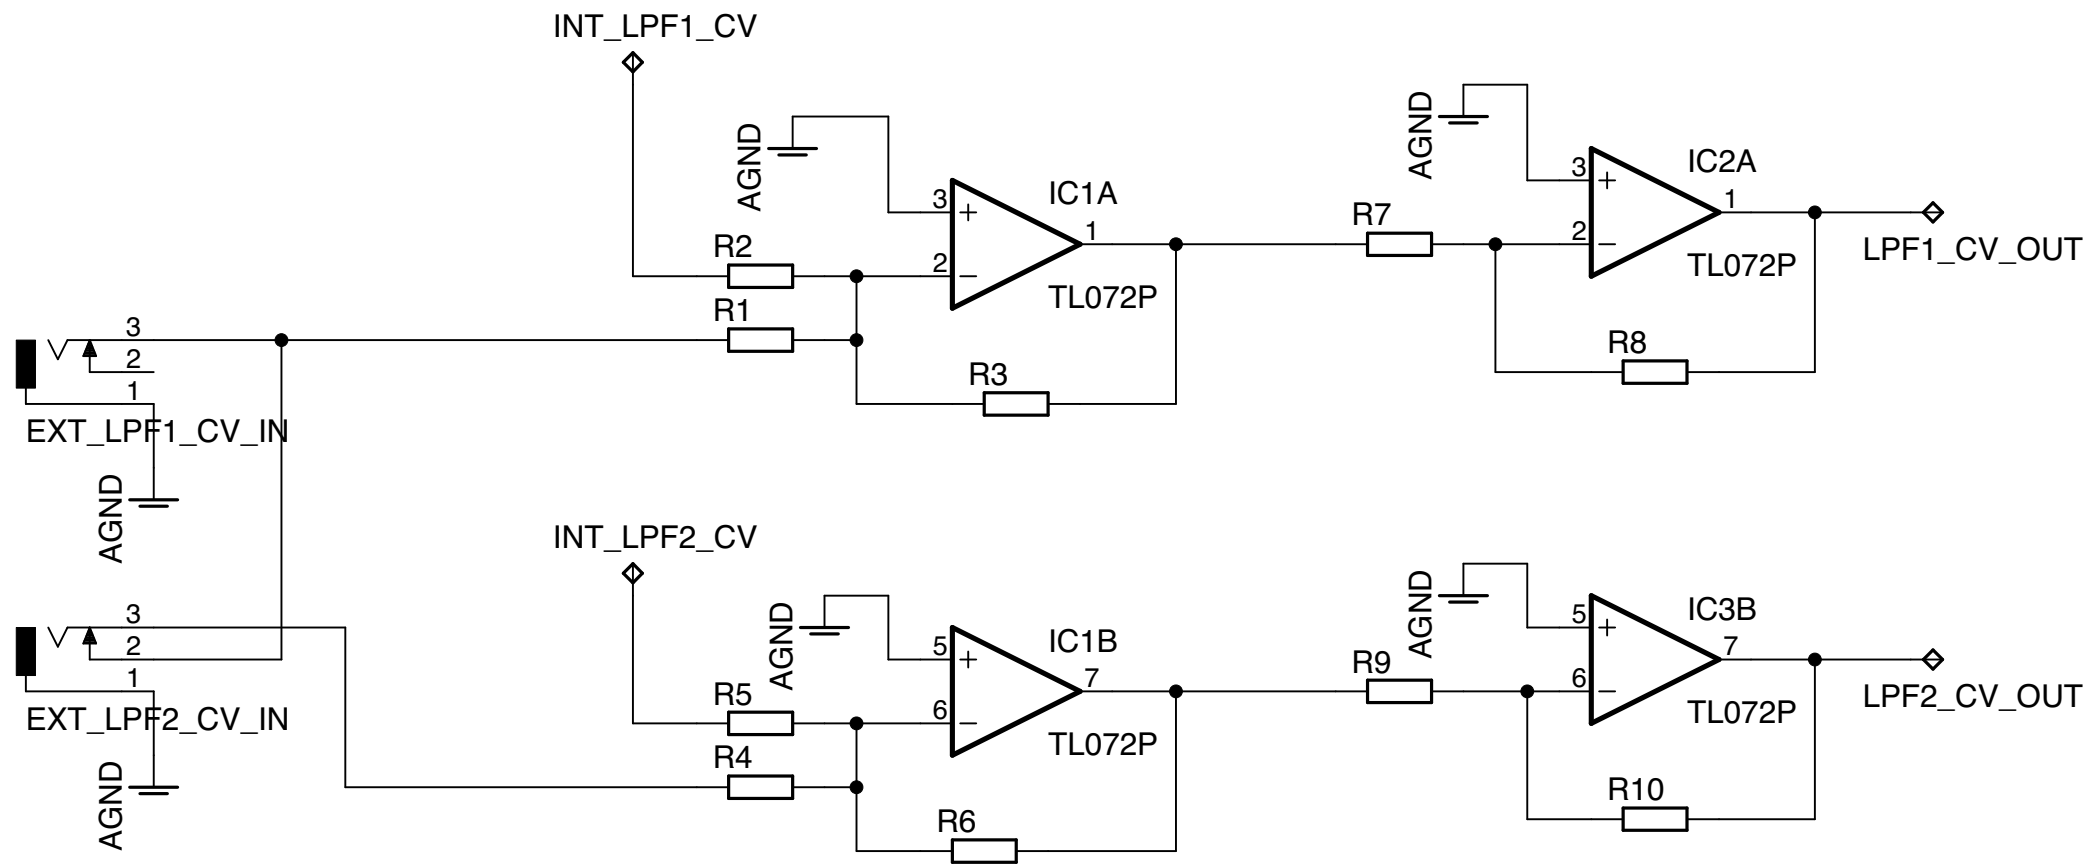 INT_LPF1_CV
AGND
3
+
IC1A
1
2
−
TL072P
R2
R1
R3
AGND
3
+
IC2A
1
R7
2
−
TL072P
LPF1_CV_OUT
R8
3
2
1
EXT_LPF1_CV_IN
AGND
INT_LPF2_CV
AGND
5
+
IC1B
7
6
−
TL072P
R5
R4
R6
AGND
5
+
IC3B
7
R9
6
−
TL072P
LPF2_CV_OUT
R10
3
2
1
EXT_LPF2_CV_IN
AGND